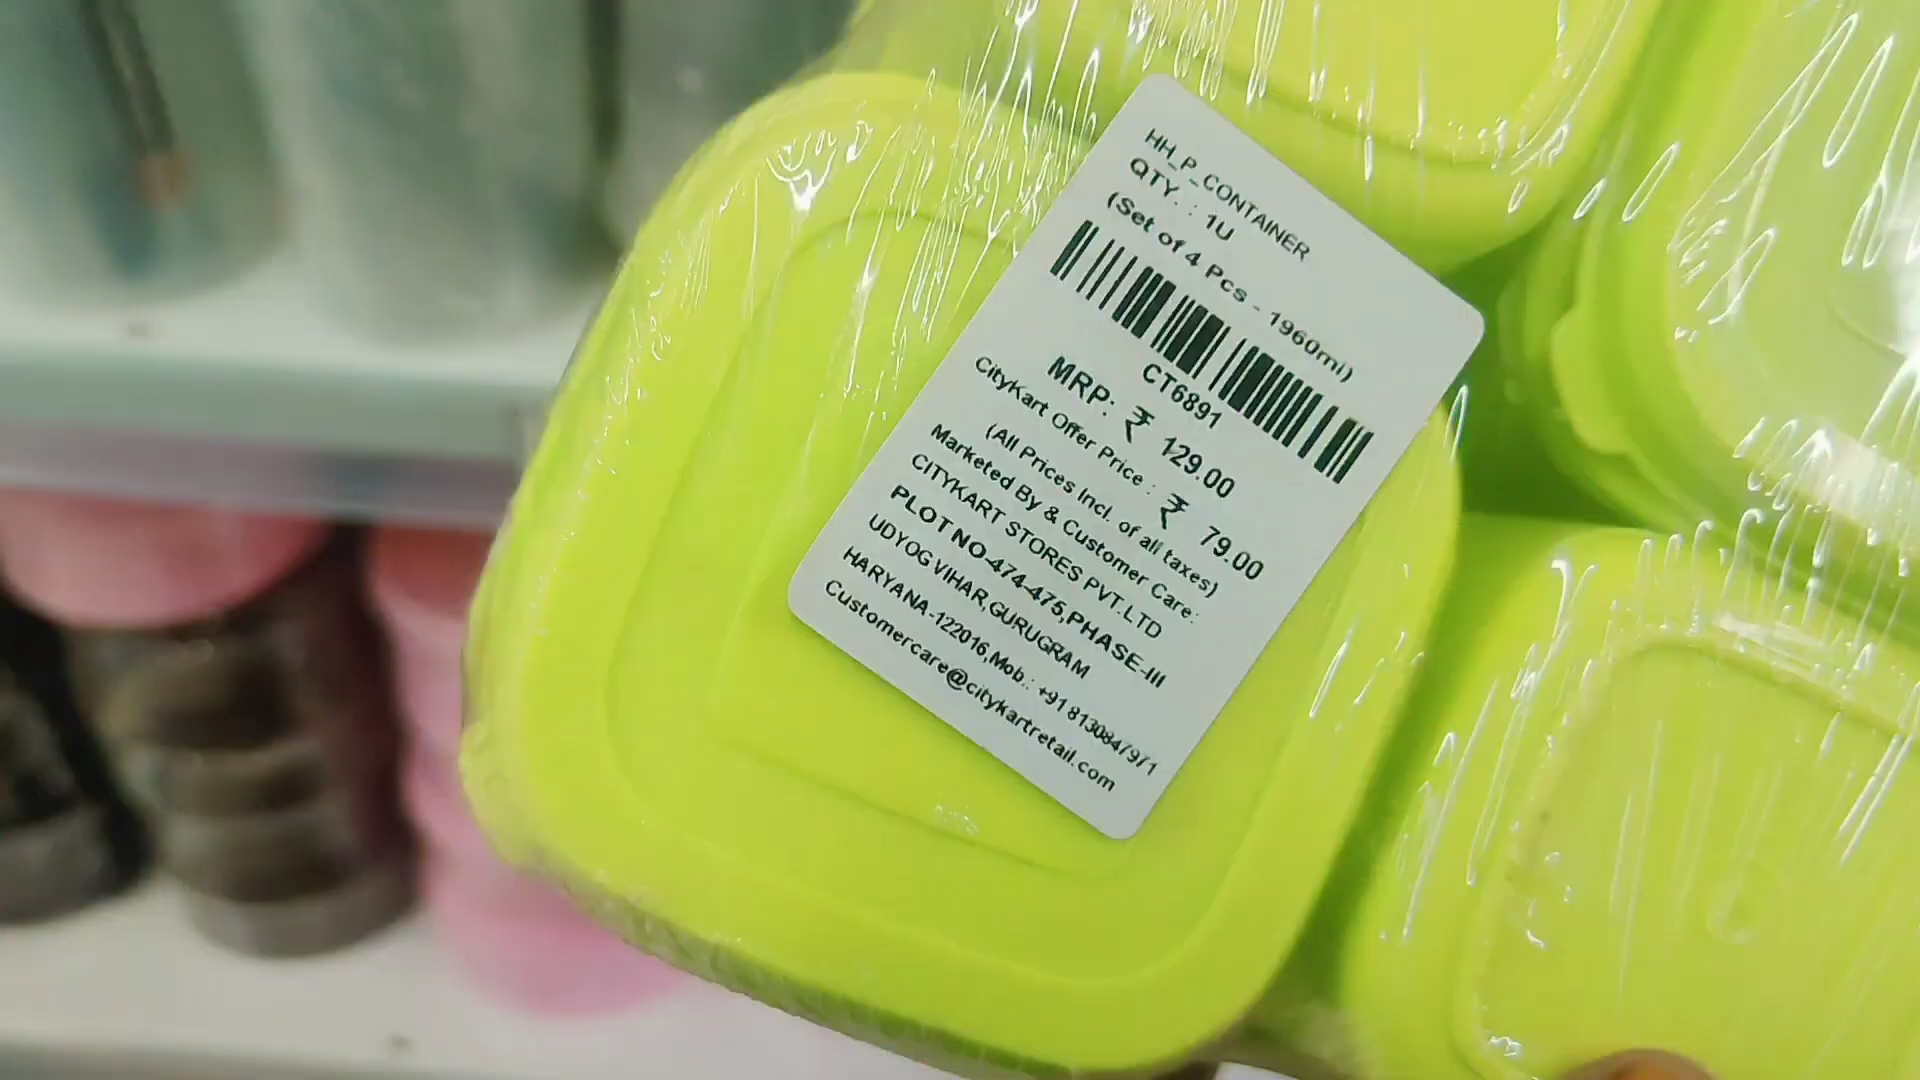 HH_P_CONTAINER
QTY. : 1U
(Set of 4 Pcs - 1960ml)
CT6891
MRP: ₹ 129.00
CityKart Offer Price : ₹ 79.00
(All Prices Incl. of all taxes)
Marketed By & Customer Care:
CITYKART STORES PVT.LTD
PLOT NO-474-475,PHASE-III
UDYOG VIHAR,GURUGRAM
HARYANA-122016,Mob.: +91 8130847971
Customercare@citykartretail.com